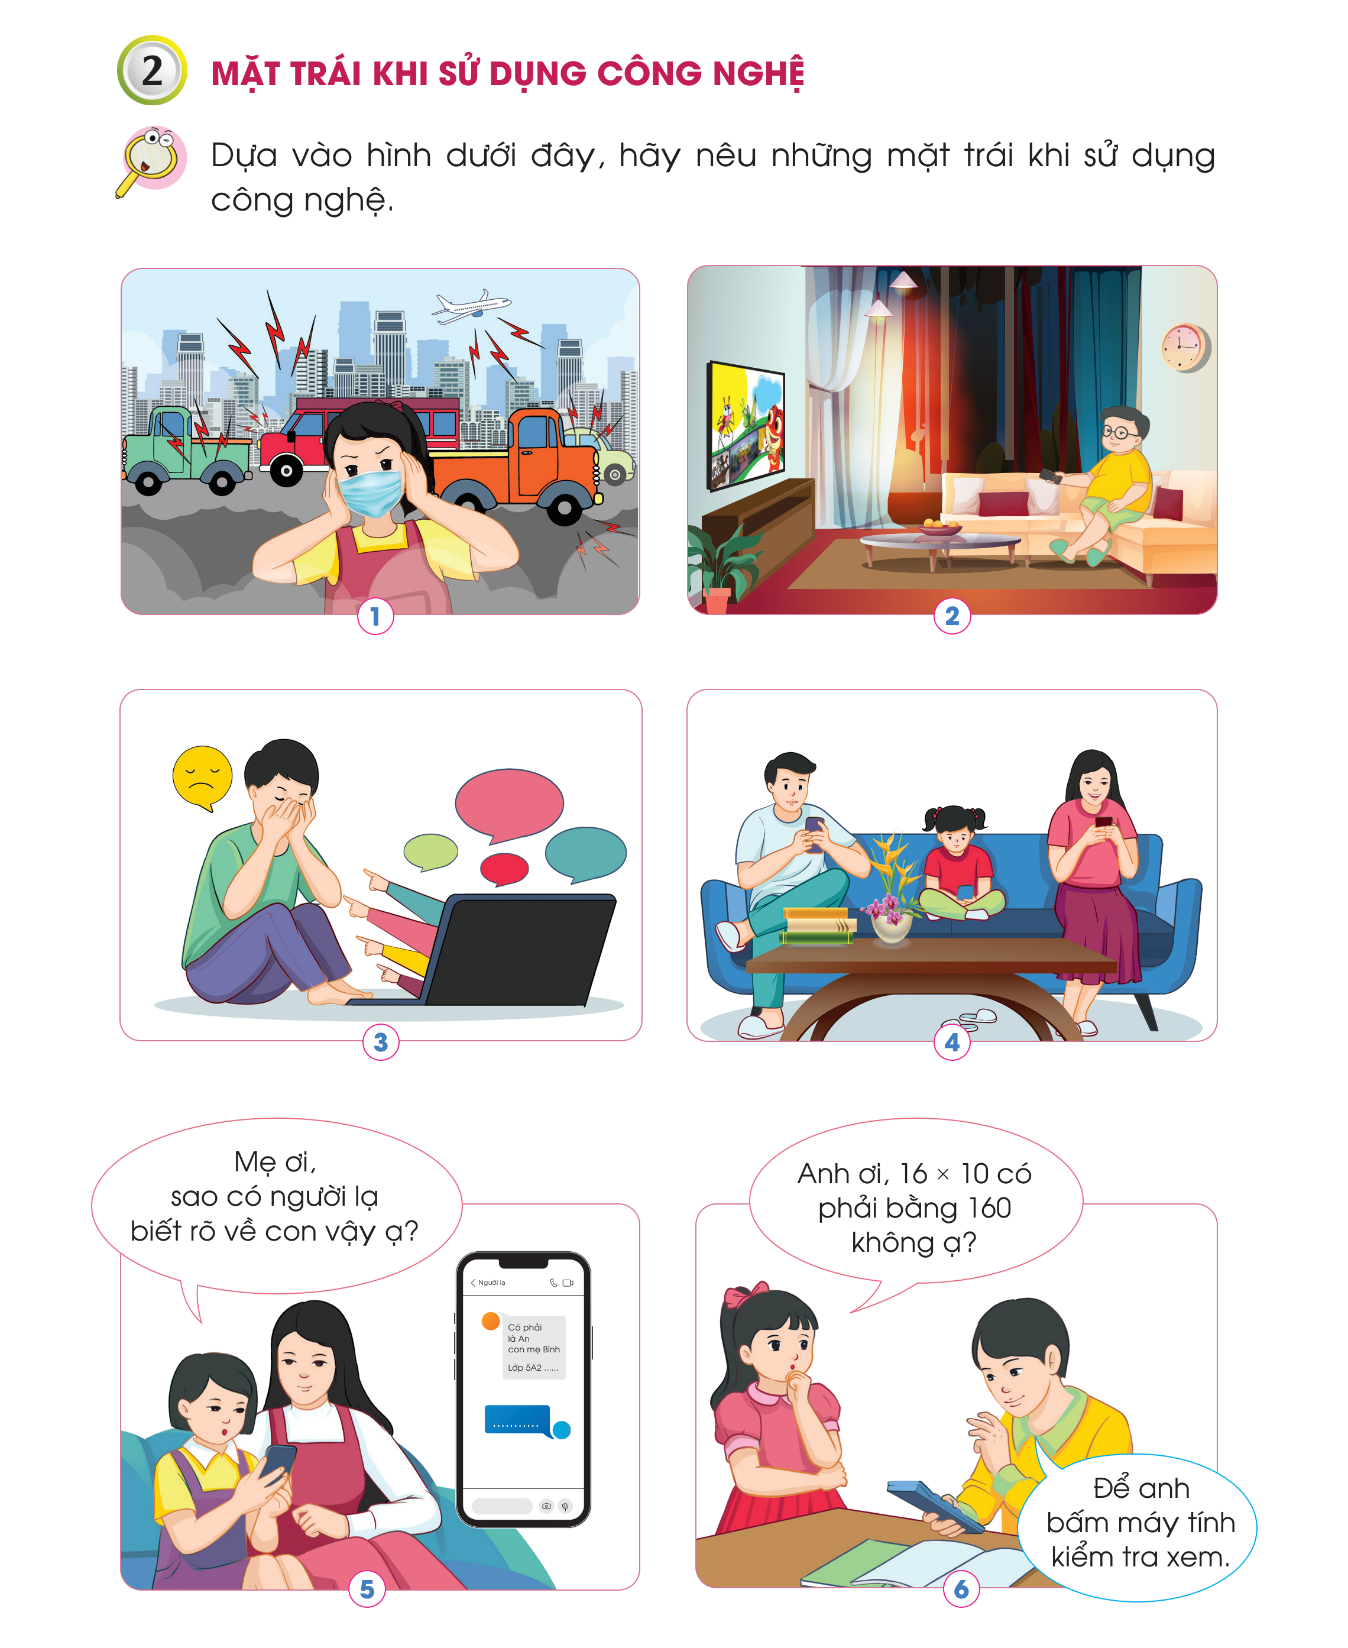 2
MẶT TRÁI KHI SỬ DỤNG CÔNG NGHỆ
Dựa vào hình dưới đây, hãy nêu những mặt trái khi sử dụng
công nghệ.
1
2
3
4
Mẹ ơi,
sao có người lạ
biết rõ về con vậy ạ?
Người lạ
Có phải
là An
con mẹ Bình
Lớp 5A2 ......
...........
5
Anh ơi, 16 × 10 có
phải bằng 160
không ạ?
Để anh
bấm máy tính
kiểm tra xem.
6